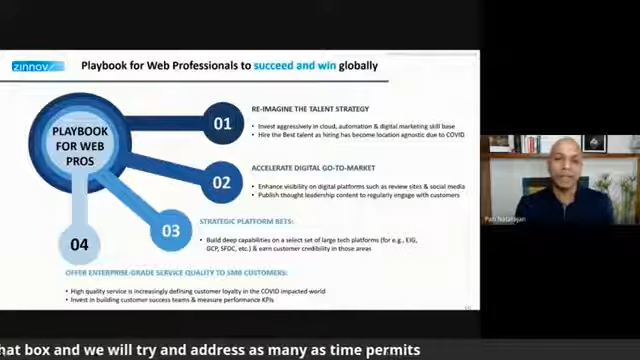 zinnov
Playbook for Web Professionals to succeed and win globally
PLAYBOOK
FOR WEB
PROS
01
RE-IMAGINE THE TALENT STRATEGY
• Invest aggressively in cloud, automation & digital marketing skill base
• Hire the Best talent as hiring has become location agnostic due to COVID
02
ACCELERATE DIGITAL GO-TO-MARKET
• Enhance visibility on digital platforms such as review sites & social media
• Publish thought leadership content to regularly engage with customers
03
STRATEGIC PLATFORM BETS:
• Build deep capabilities on a select set of large tech platforms (for e.g., EIG,
GCP, SFDC, etc.) & earn customer credibility in those areas
04
OFFER ENTERPRISE-GRADE SERVICE QUALITY TO SMB CUSTOMERS:
• High quality service is increasingly defining customer loyalty in the COVID impacted world
• Invest in building customer success teams & measure performance KPIs
Pari Natarajan
hat box and we will try and address as many as time permits